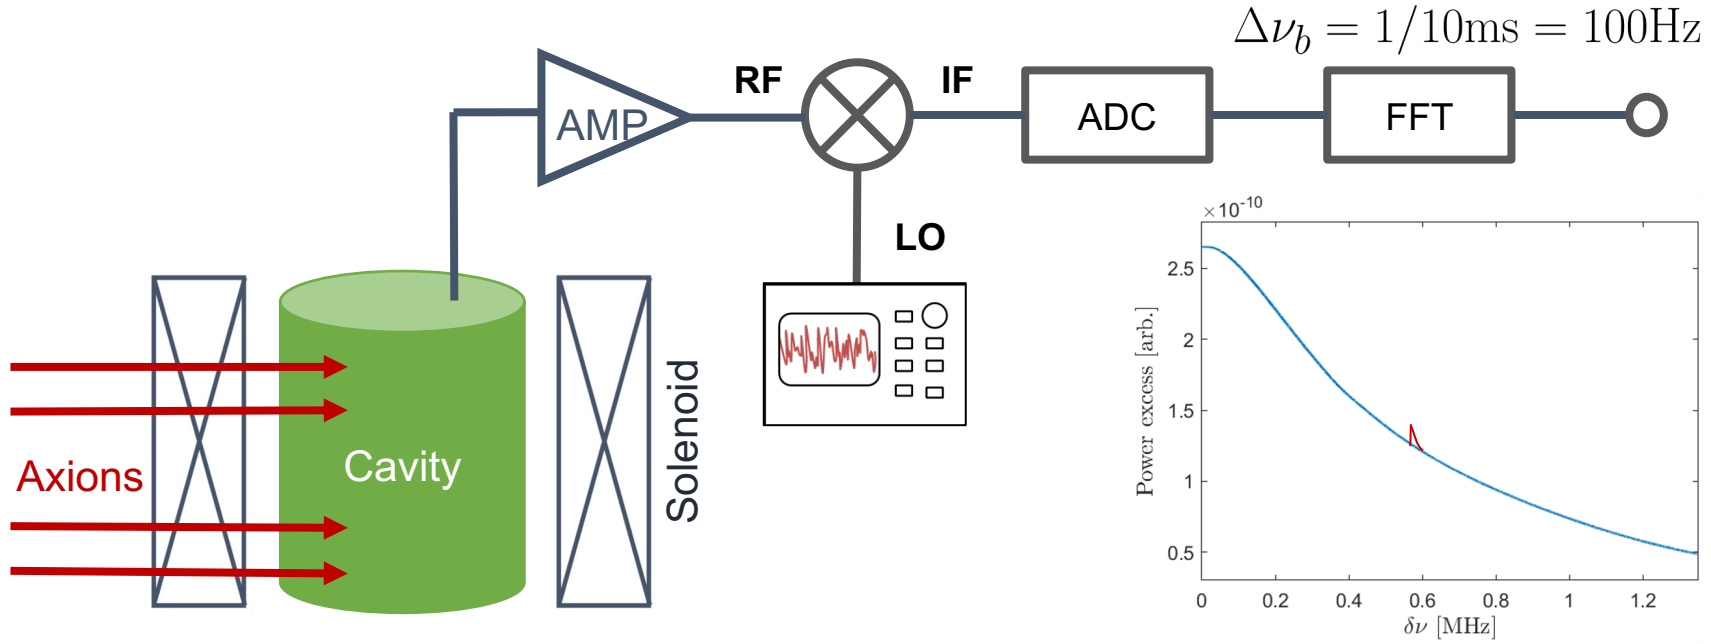 Δν_b = 1/10ms = 100Hz
RF
IF
AMP
ADC
FFT
LO
Axions
Cavity
Solenoid
×10⁻¹⁰
2.5
2
1.5
1
0.5
Power excess [arb.]
0 0.2 0.4 0.6 0.8 1 1.2
δν [MHz]